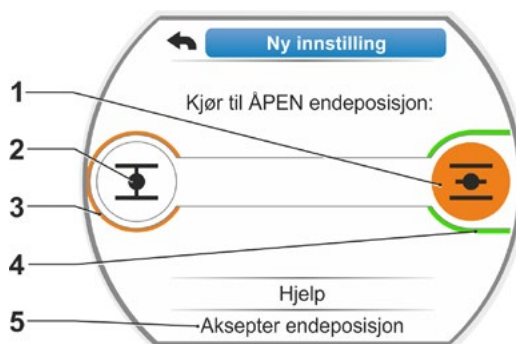 Ny innstilling
Kjør til ÅPEN endeposisjon:
1
2
3
4
5
Hjelp
Aksepter endeposisjon